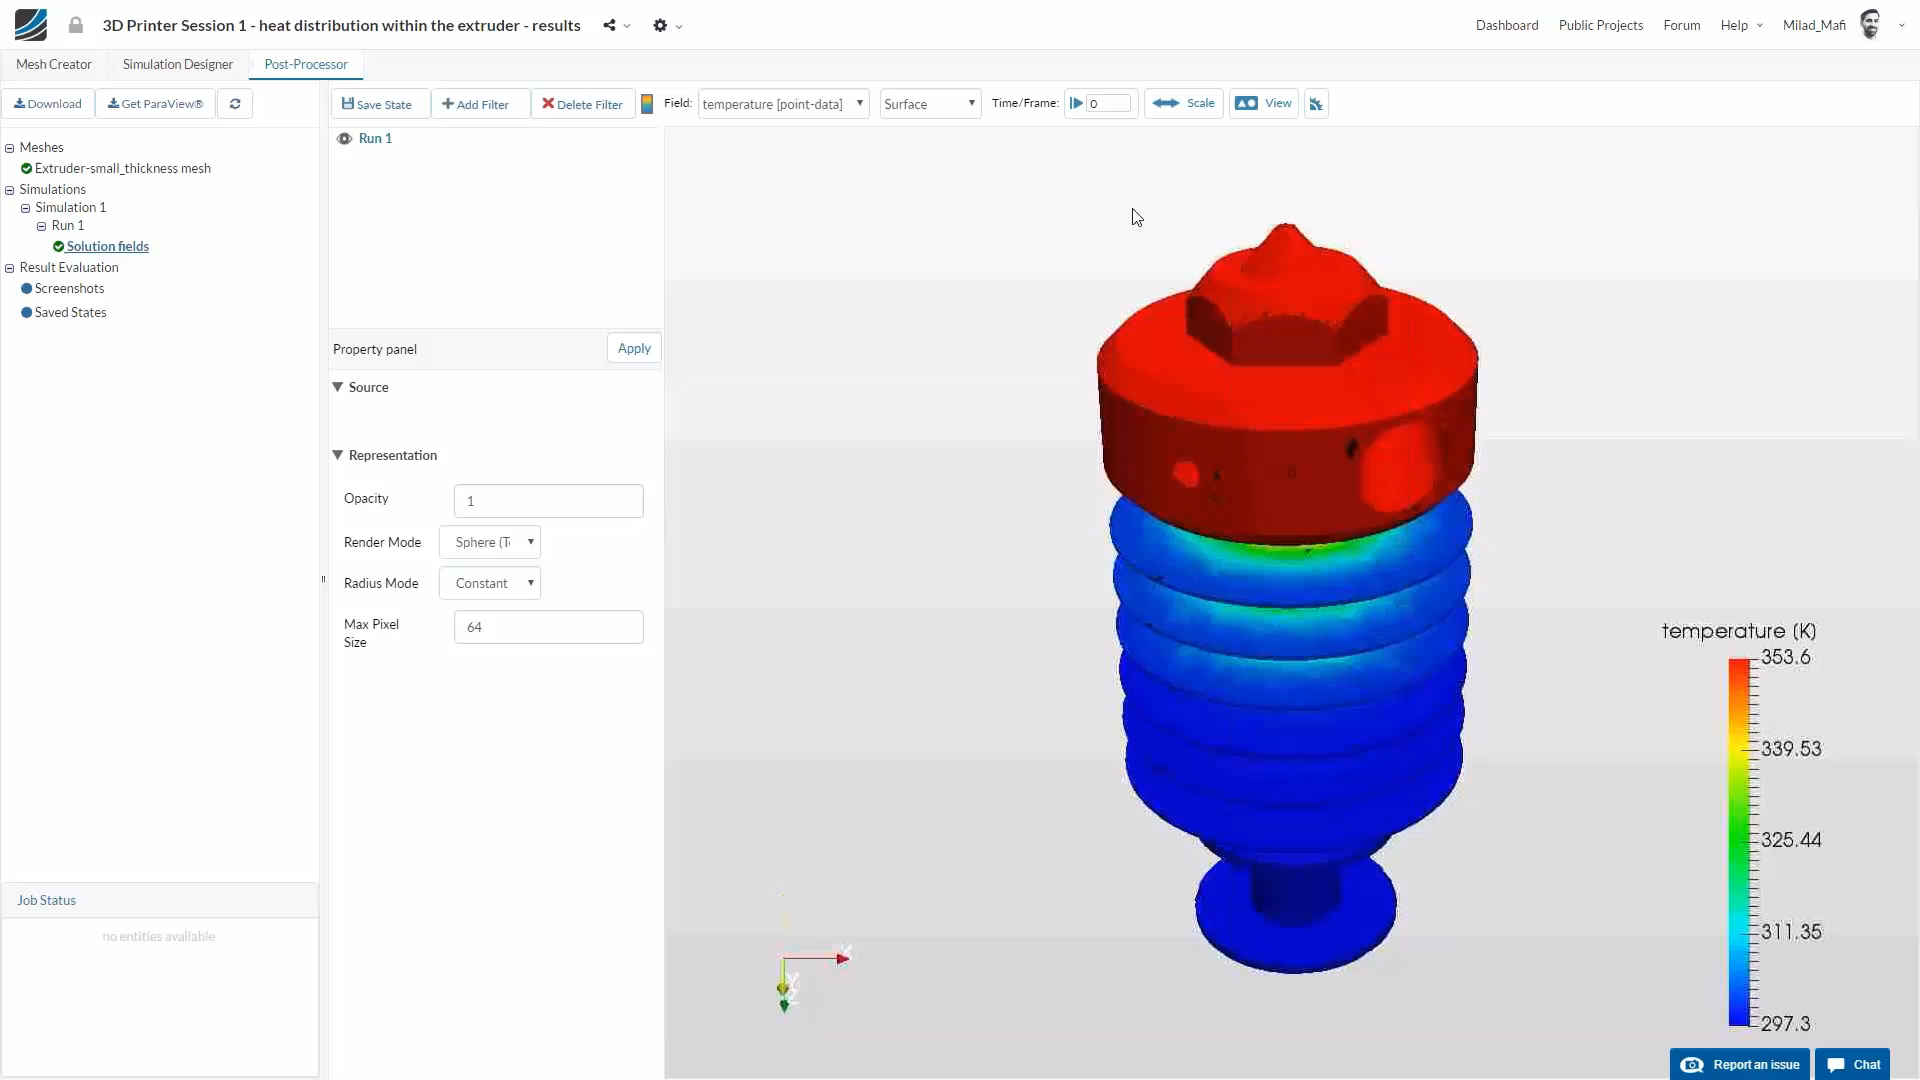 3D Printer Session 1 - heat distribution within the extruder - results
Dashboard Public Projects Forum Help Milad_Mafi
Mesh Creator Simulation Designer Post-Processor
Download Get ParaView® Save State Add Filter Delete Filter Field: temperature [point-data] Surface Time/Frame: 0 Scale View
Meshes
Extruder-small_thickness mesh
Simulations
Simulation 1
Run 1
Solution fields
Result Evaluation
Screenshots
Saved States
Job Status
no entities available
Run 1
Property panel Apply
Source
Representation
Opacity 1
Render Mode Sphere (T
Radius Mode Constant
Max Pixel
Size
64
temperature (K)
353.6
339.53
325.44
311.35
297.3
X
Y
Z
Report an issue Chat